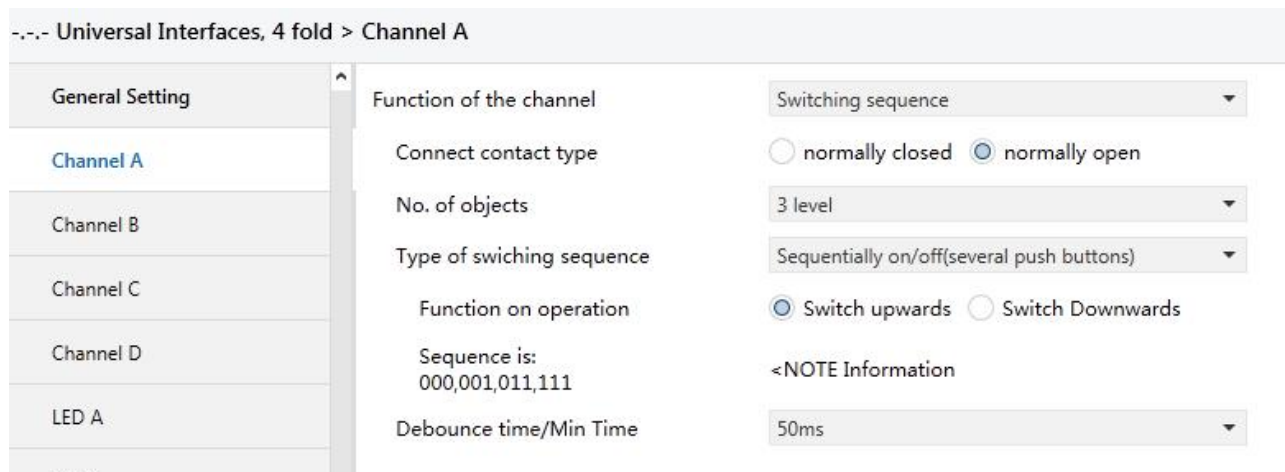 -.-.- Universal Interfaces, 4 fold > Channel A
General Setting
Channel A
Channel B
Channel C
Channel D
LED A
Function of the channel Switching sequence
Connect contact type normally closed normally open
No. of objects 3 level
Type of swiching sequence Sequentially on/off(several push buttons)
Function on operation Switch upwards Switch Downwards
Sequence is:
000,001,011,111 <NOTE Information
Debounce time/Min Time 50ms